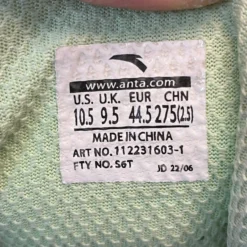 www.anta.com
U.S. U.K. EUR CHN
10.5 9.5 44.5 275(2.5)
MADE IN CHINA
ART NO.112231603-1
FTY NO.S6T JD 22/06